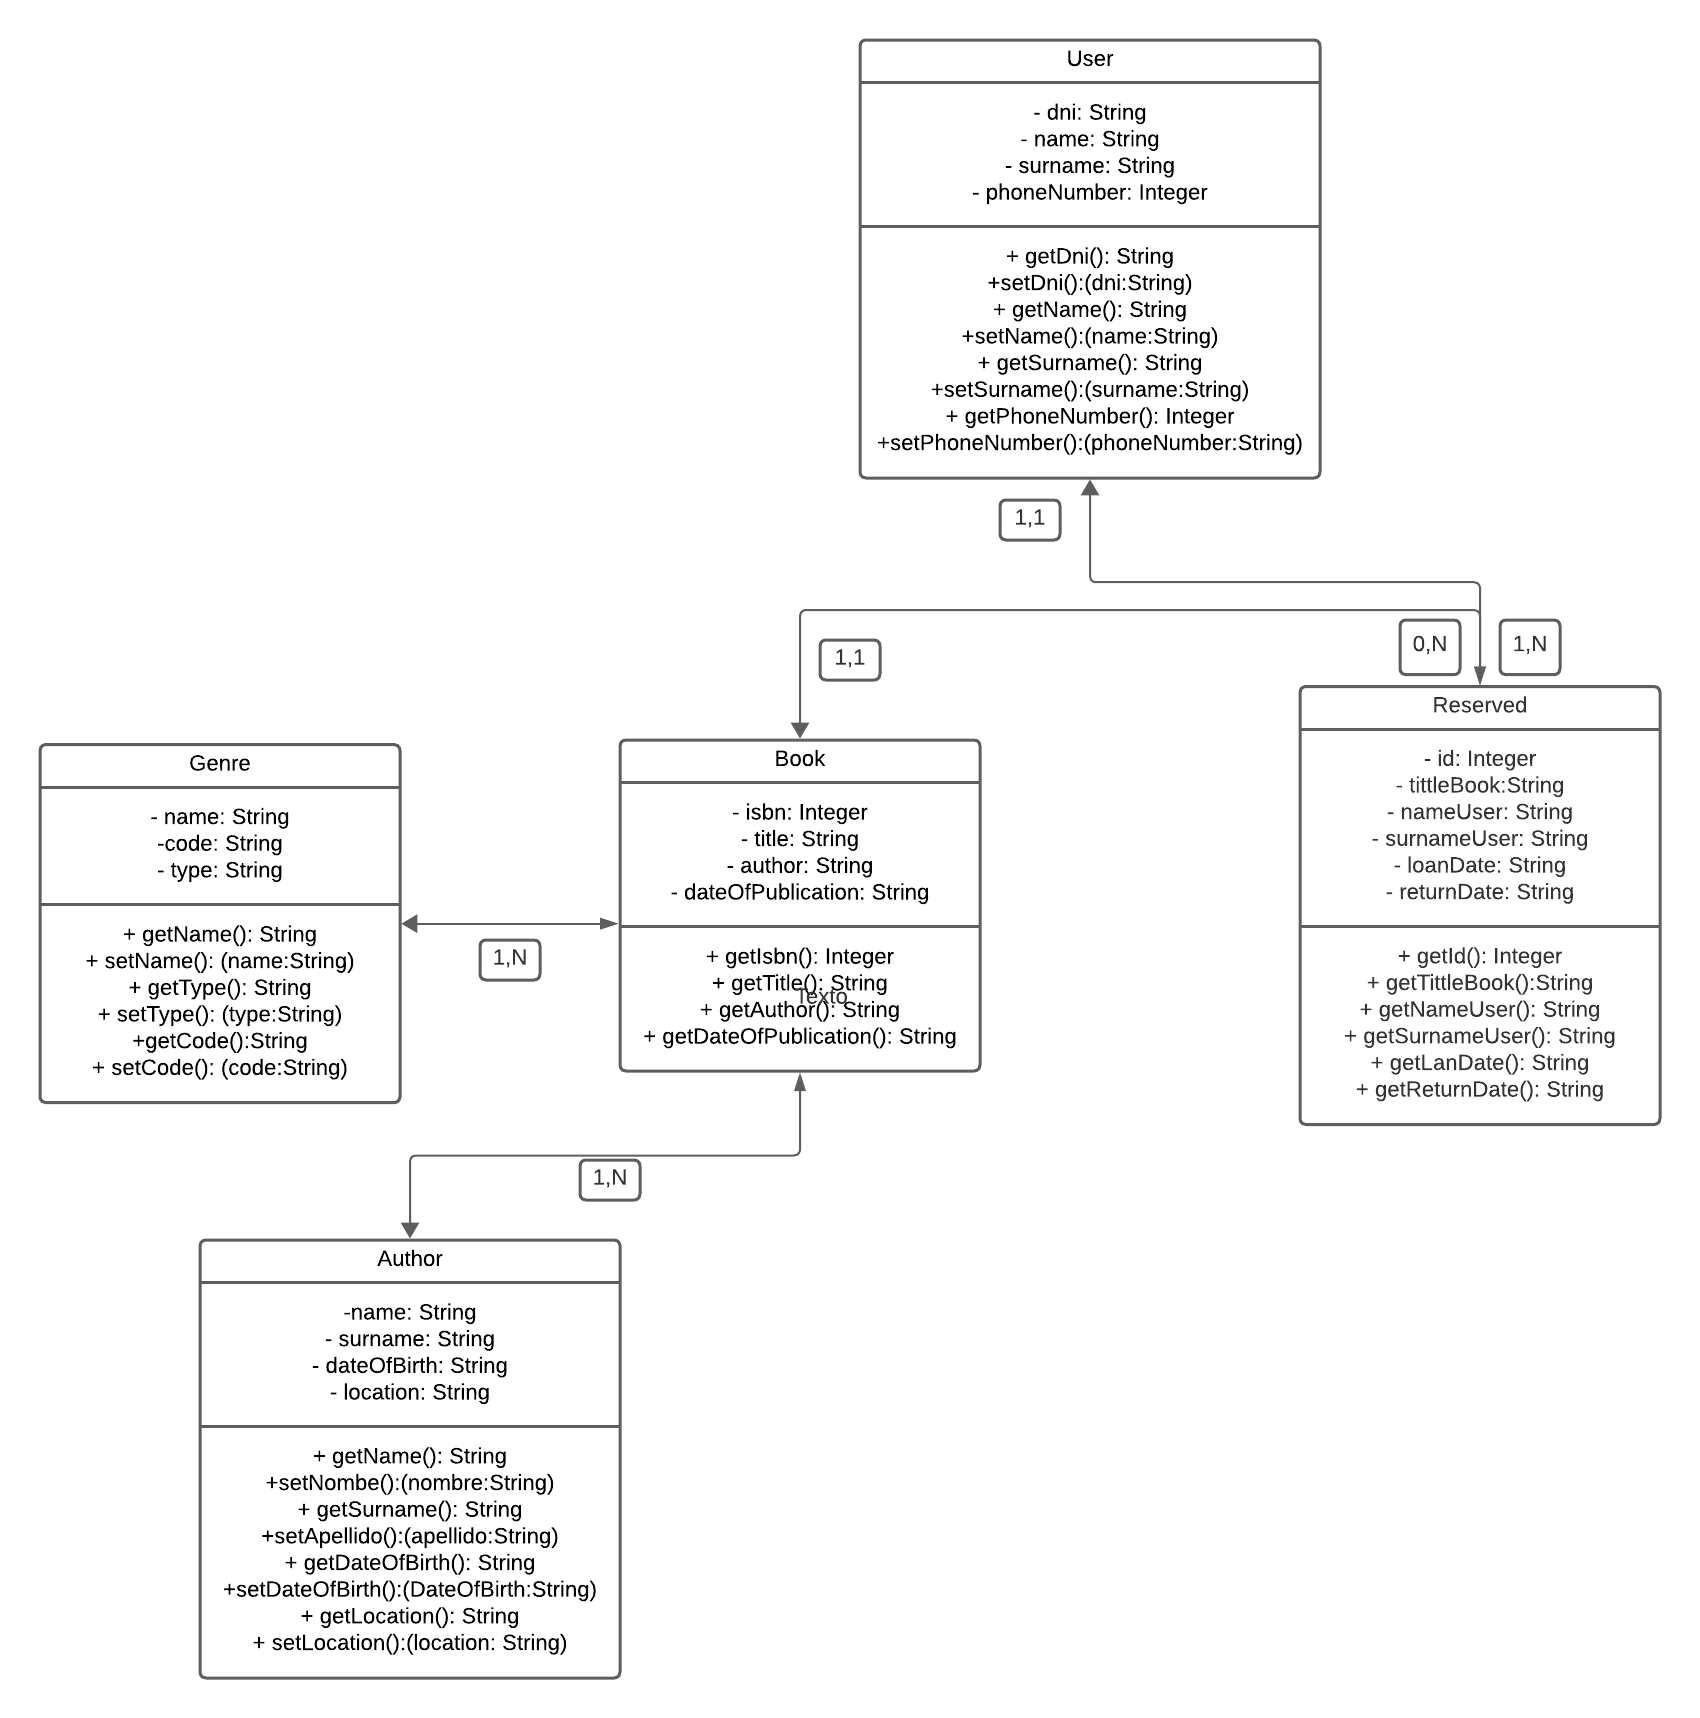 User
- dni: String
- name: String
- surname: String
- phoneNumber: Integer
+ getDni(): String
+setDni():(dni:String)
+ getName(): String
+setName():(name:String)
+ getSurname(): String
+setSurname():(surname:String)
+ getPhoneNumber(): Integer
+setPhoneNumber():(phoneNumber:String)
1,1
1,1
0,N
1,N
Reserved
- id: Integer
- tittleBook:String
- nameUser: String
- surnameUser: String
- loanDate: String
- returnDate: String
+ getId(): Integer
+ getTittleBook():String
+ getNameUser(): String
+ getSurnameUser(): String
+ getLanDate(): String
+ getReturnDate(): String
Book
- isbn: Integer
- title: String
- author: String
- dateOfPublication: String
+ getIsbn(): Integer
+ getTitle(): String
Texto
+ getAuthor(): String
+ getDateOfPublication(): String
Genre
- name: String
-code: String
- type: String
+ getName(): String
+ setName(): (name:String)
+ getType(): String
+ setType(): (type:String)
+getCode():String
+ setCode(): (code:String)
1,N
1,N
Author
-name: String
- surname: String
- dateOfBirth: String
- location: String
+ getName(): String
+setNombe():(nombre:String)
+ getSurname(): String
+setApellido():(apellido:String)
+ getDateOfBirth(): String
+setDateOfBirth():(DateOfBirth:String)
+ getLocation(): String
+ setLocation():(location: String)